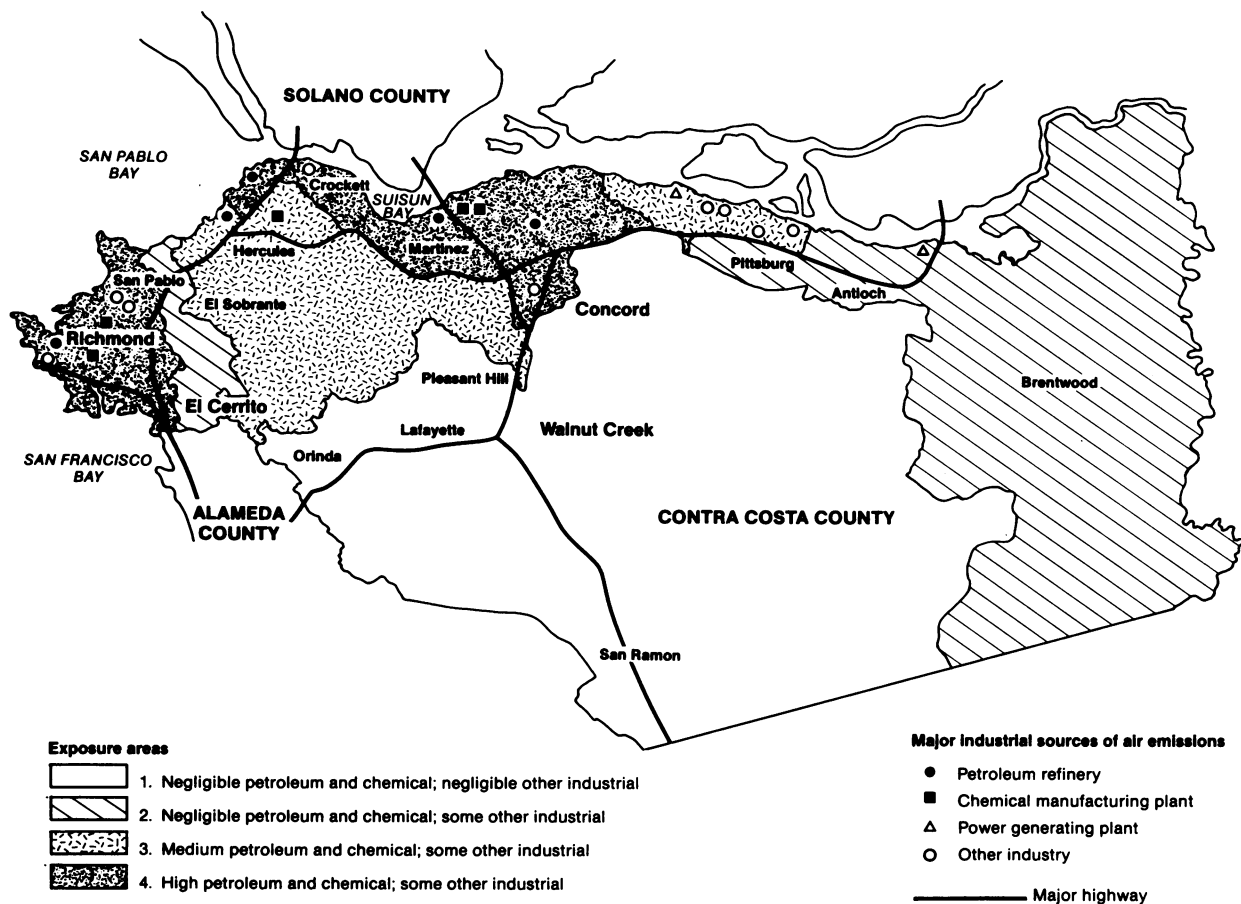 SOLANO COUNTY
SAN PABLO
BAY
Crockett
SUISUN
BAY
Martinez
Hercules
San Pablo
El Sobrante
Pittsburg
Antioch
Richmond
Concord
Pleasant Hill
Brentwood
El Cerrito
Lafayette
Walnut Creek
Orinda
SAN FRANCISCO
BAY
ALAMEDA
COUNTY
CONTRA COSTA COUNTY
San Ramon
Exposure areas
1. Negligible petroleum and chemical; negligible other industrial
2. Negligible petroleum and chemical; some other industrial
3. Medium petroleum and chemical; some other industrial
4. High petroleum and chemical; some other industrial
Major industrial sources of air emissions
Petroleum refinery
Chemical manufacturing plant
Power generating plant
Other industry
Major highway